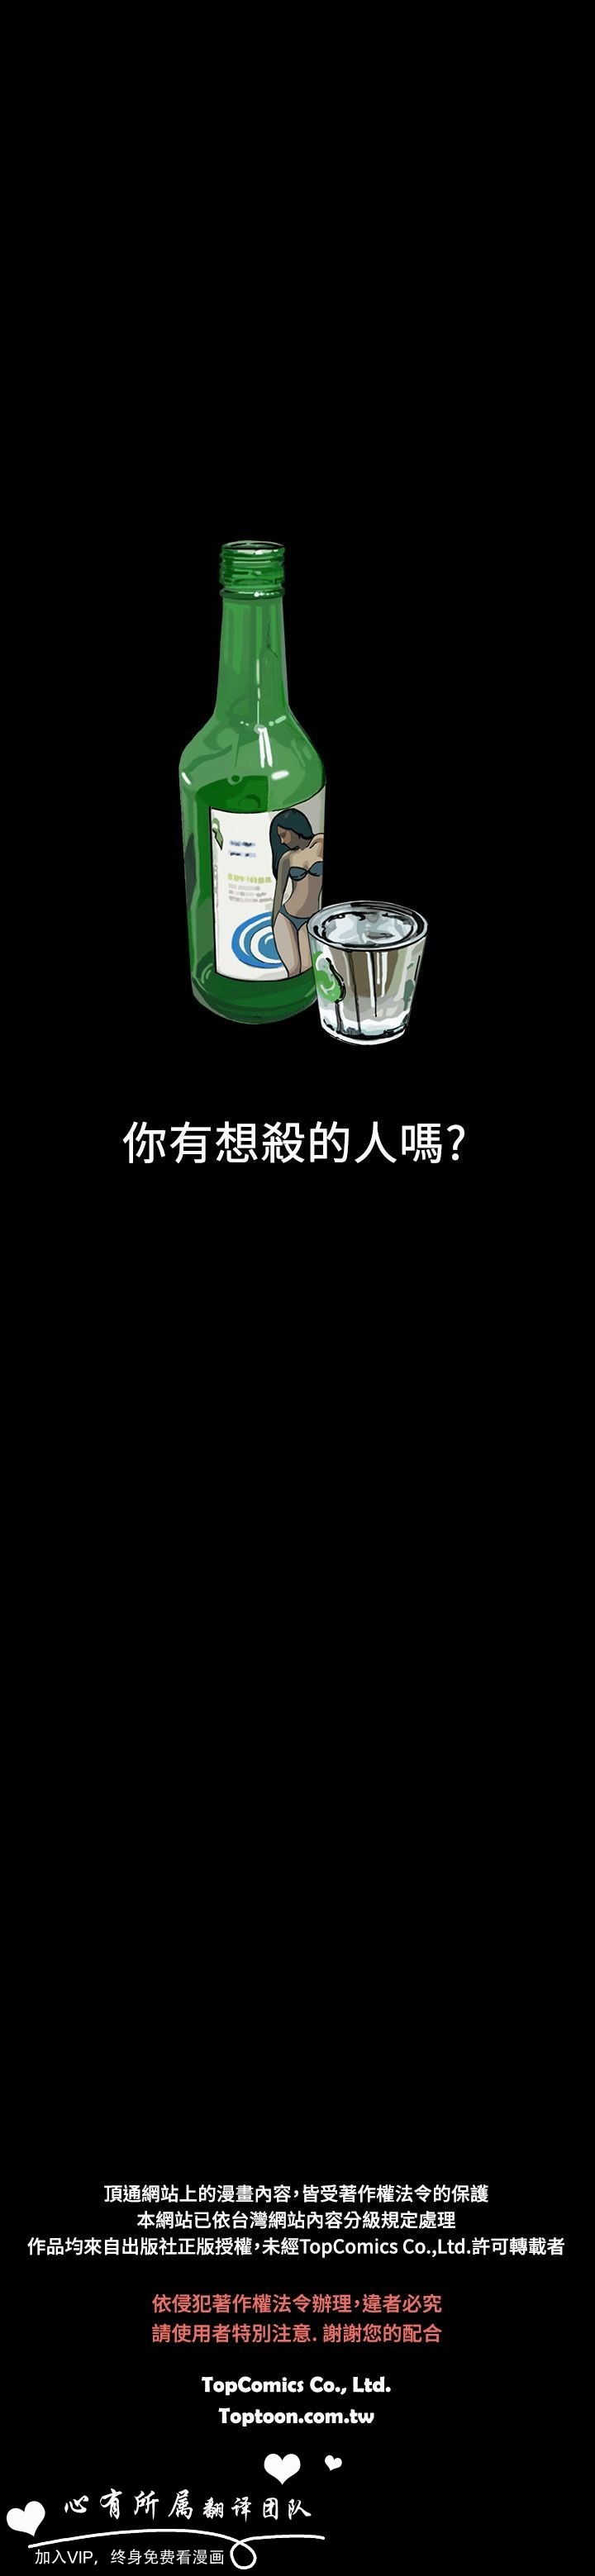 你有想殺的人嗎?
頂通網站上的漫畫內容,皆受著作權法令的保護
本網站已依台灣網站內容分級規定處理
作品均來自出版社正版授權,未經TopComics Co.,Ltd.許可轉載者
依侵犯著作權法令辦理,違者必究
請使用者特別注意. 謝謝您的配合
TopComics Co., Ltd.
Toptoon.com.tw
心有所属翻译团队
加入VIP，终身免费看漫画